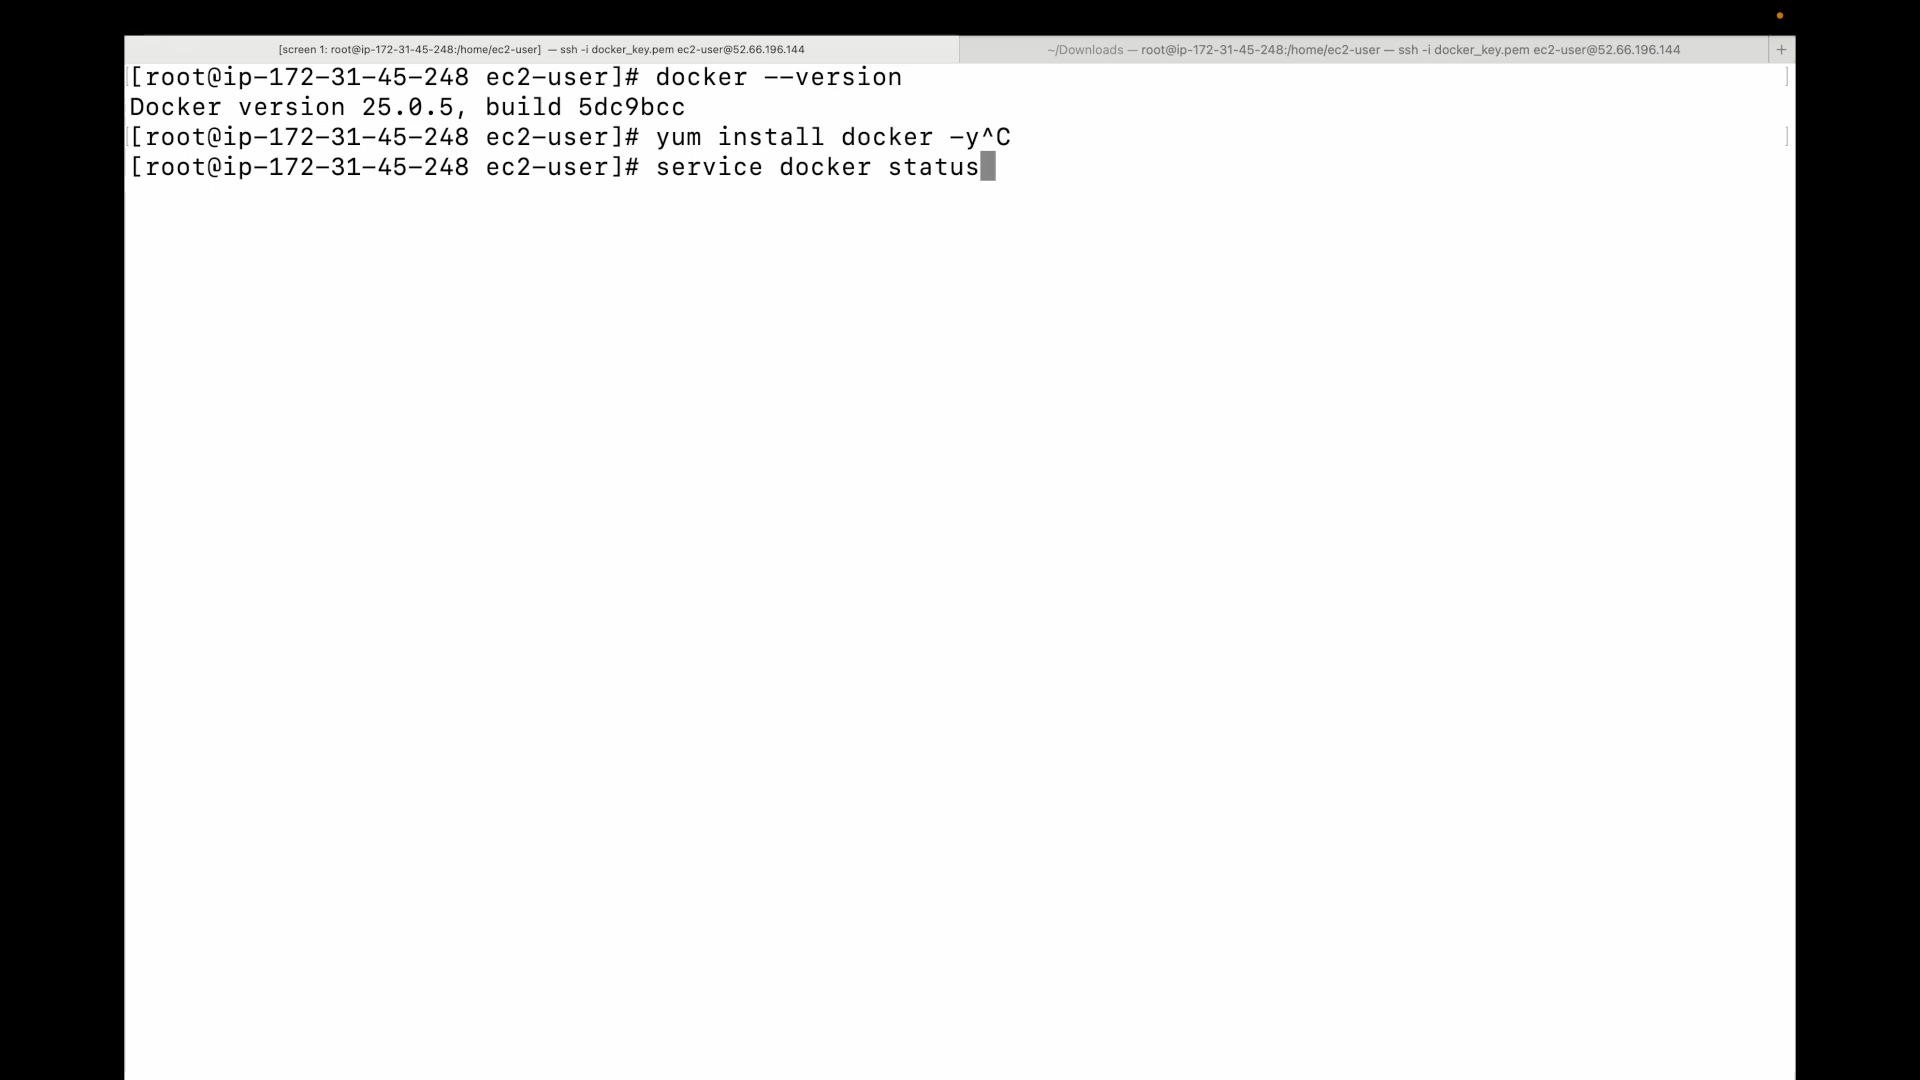 [screen 1: root@ip-172-31-45-248:/home/ec2-user] — ssh -i docker_key.pem ec2-user@52.66.196.144
~/Downloads — root@ip-172-31-45-248:/home/ec2-user — ssh -i docker_key.pem ec2-user@52.66.196.144
+
[root@ip-172-31-45-248 ec2-user]# docker --version
Docker version 25.0.5, build 5dc9bcc
[root@ip-172-31-45-248 ec2-user]# yum install docker -y^C
[root@ip-172-31-45-248 ec2-user]# service docker status